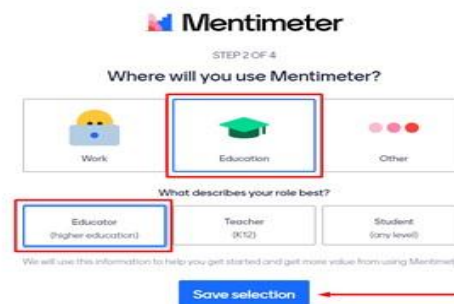 Mentimeter
STEP 2 OF 4
Where will you use Mentimeter?
Work Education Other
What describes your role best?
Educator Teacher Student
(higher education) (K12) (any level)
We will use this information to help you get started and get more value from using Mentimet
Save selection